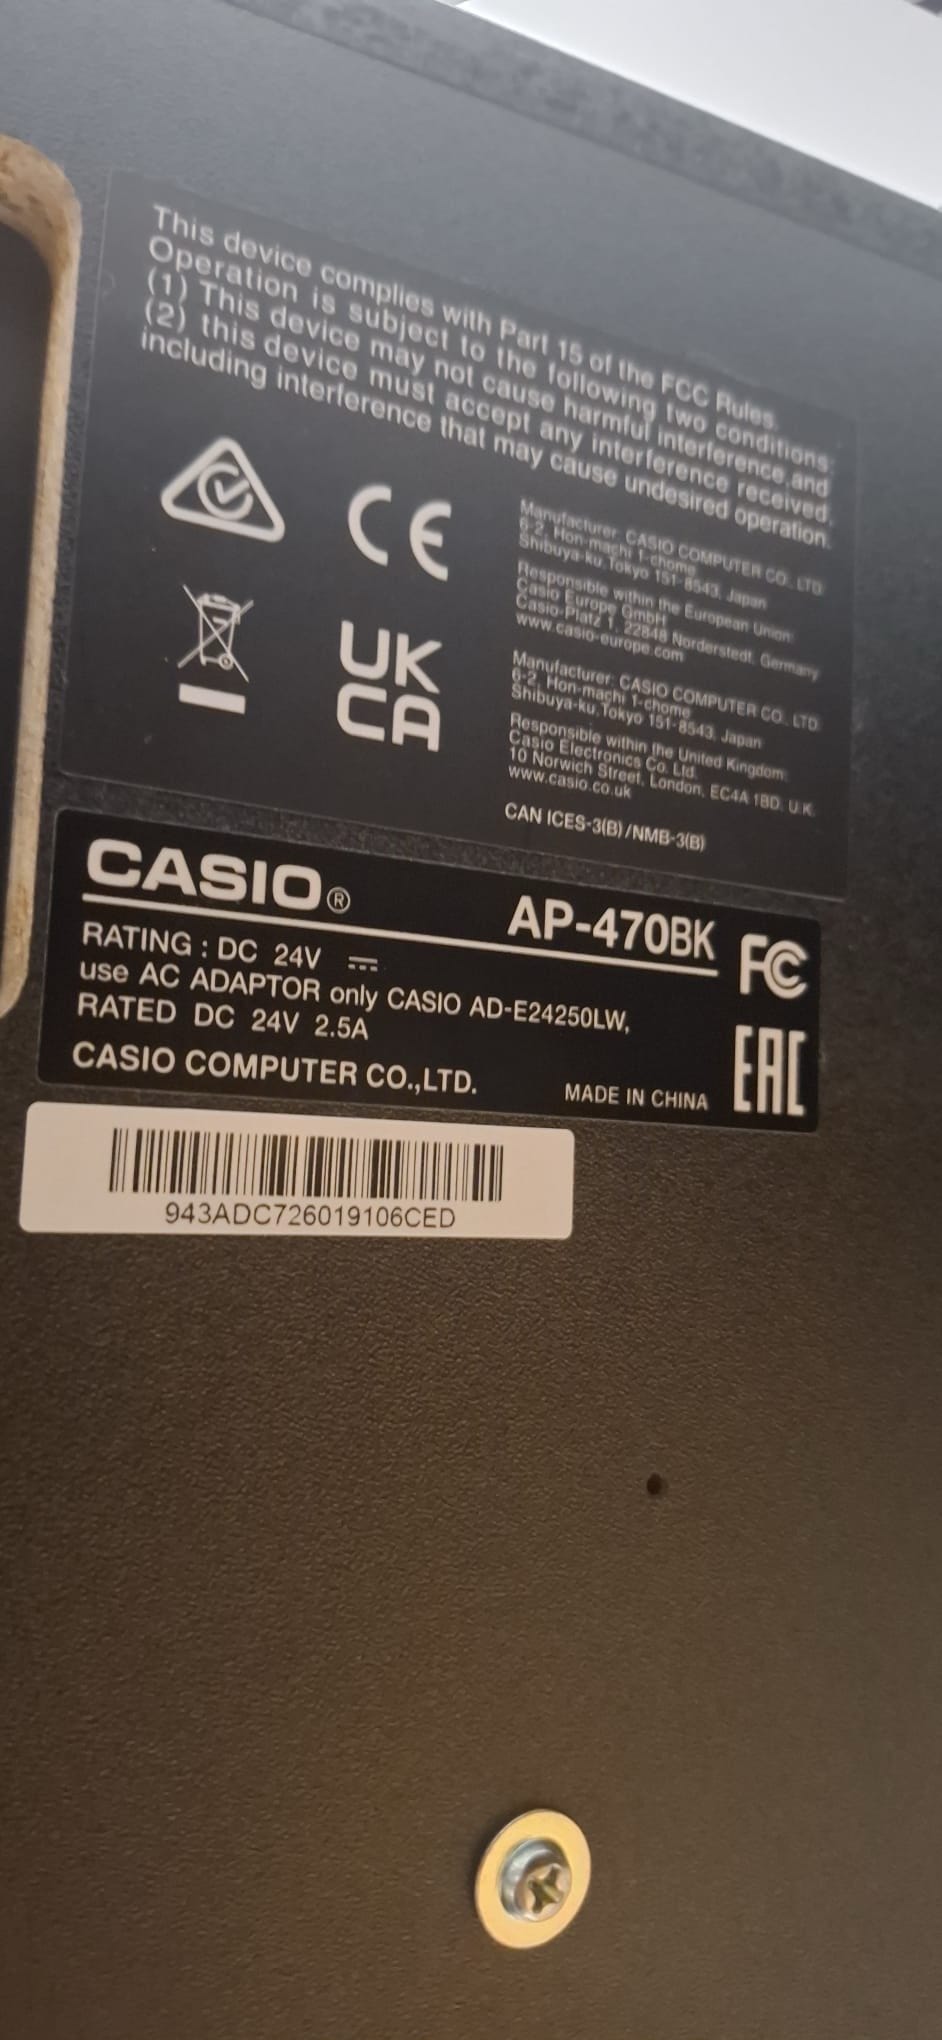 This device complies with Part 15 of the FCC Rules.
Operation is subject to the following two conditions:
(1) This device may not cause harmful interference,and
(2) this device must accept any interference received,
including interference that may cause undesired operation.
CE
UK
CA
Manufacturer: CASIO COMPUTER CO., LTD.
6-2, Hon-machi 1-chome,
Shibuya-ku, Tokyo 151-8543, Japan
Responsible within the European Union:
Casio Europe GmbH
Casio-Platz 1, 22848 Norderstedt, Germany
www.casio-europe.com
Manufacturer: CASIO COMPUTER CO., LTD.
6-2, Hon-machi 1-chome,
Shibuya-ku, Tokyo 151-8543, Japan
Responsible within the United Kingdom:
Casio Electronics Co. Ltd.
10 Norwich Street, London, EC4A 1BD, U.K.
www.casio.co.uk
CAN ICES-3(B)/NMB-3(B)
CASIO®
AP-470BK
FC
RATING : DC 24V
use AC ADAPTOR only CASIO AD-E24250LW,
RATED DC 24V 2.5A
CASIO COMPUTER CO.,LTD.
MADE IN CHINA
EAC
943ADC726019106CED